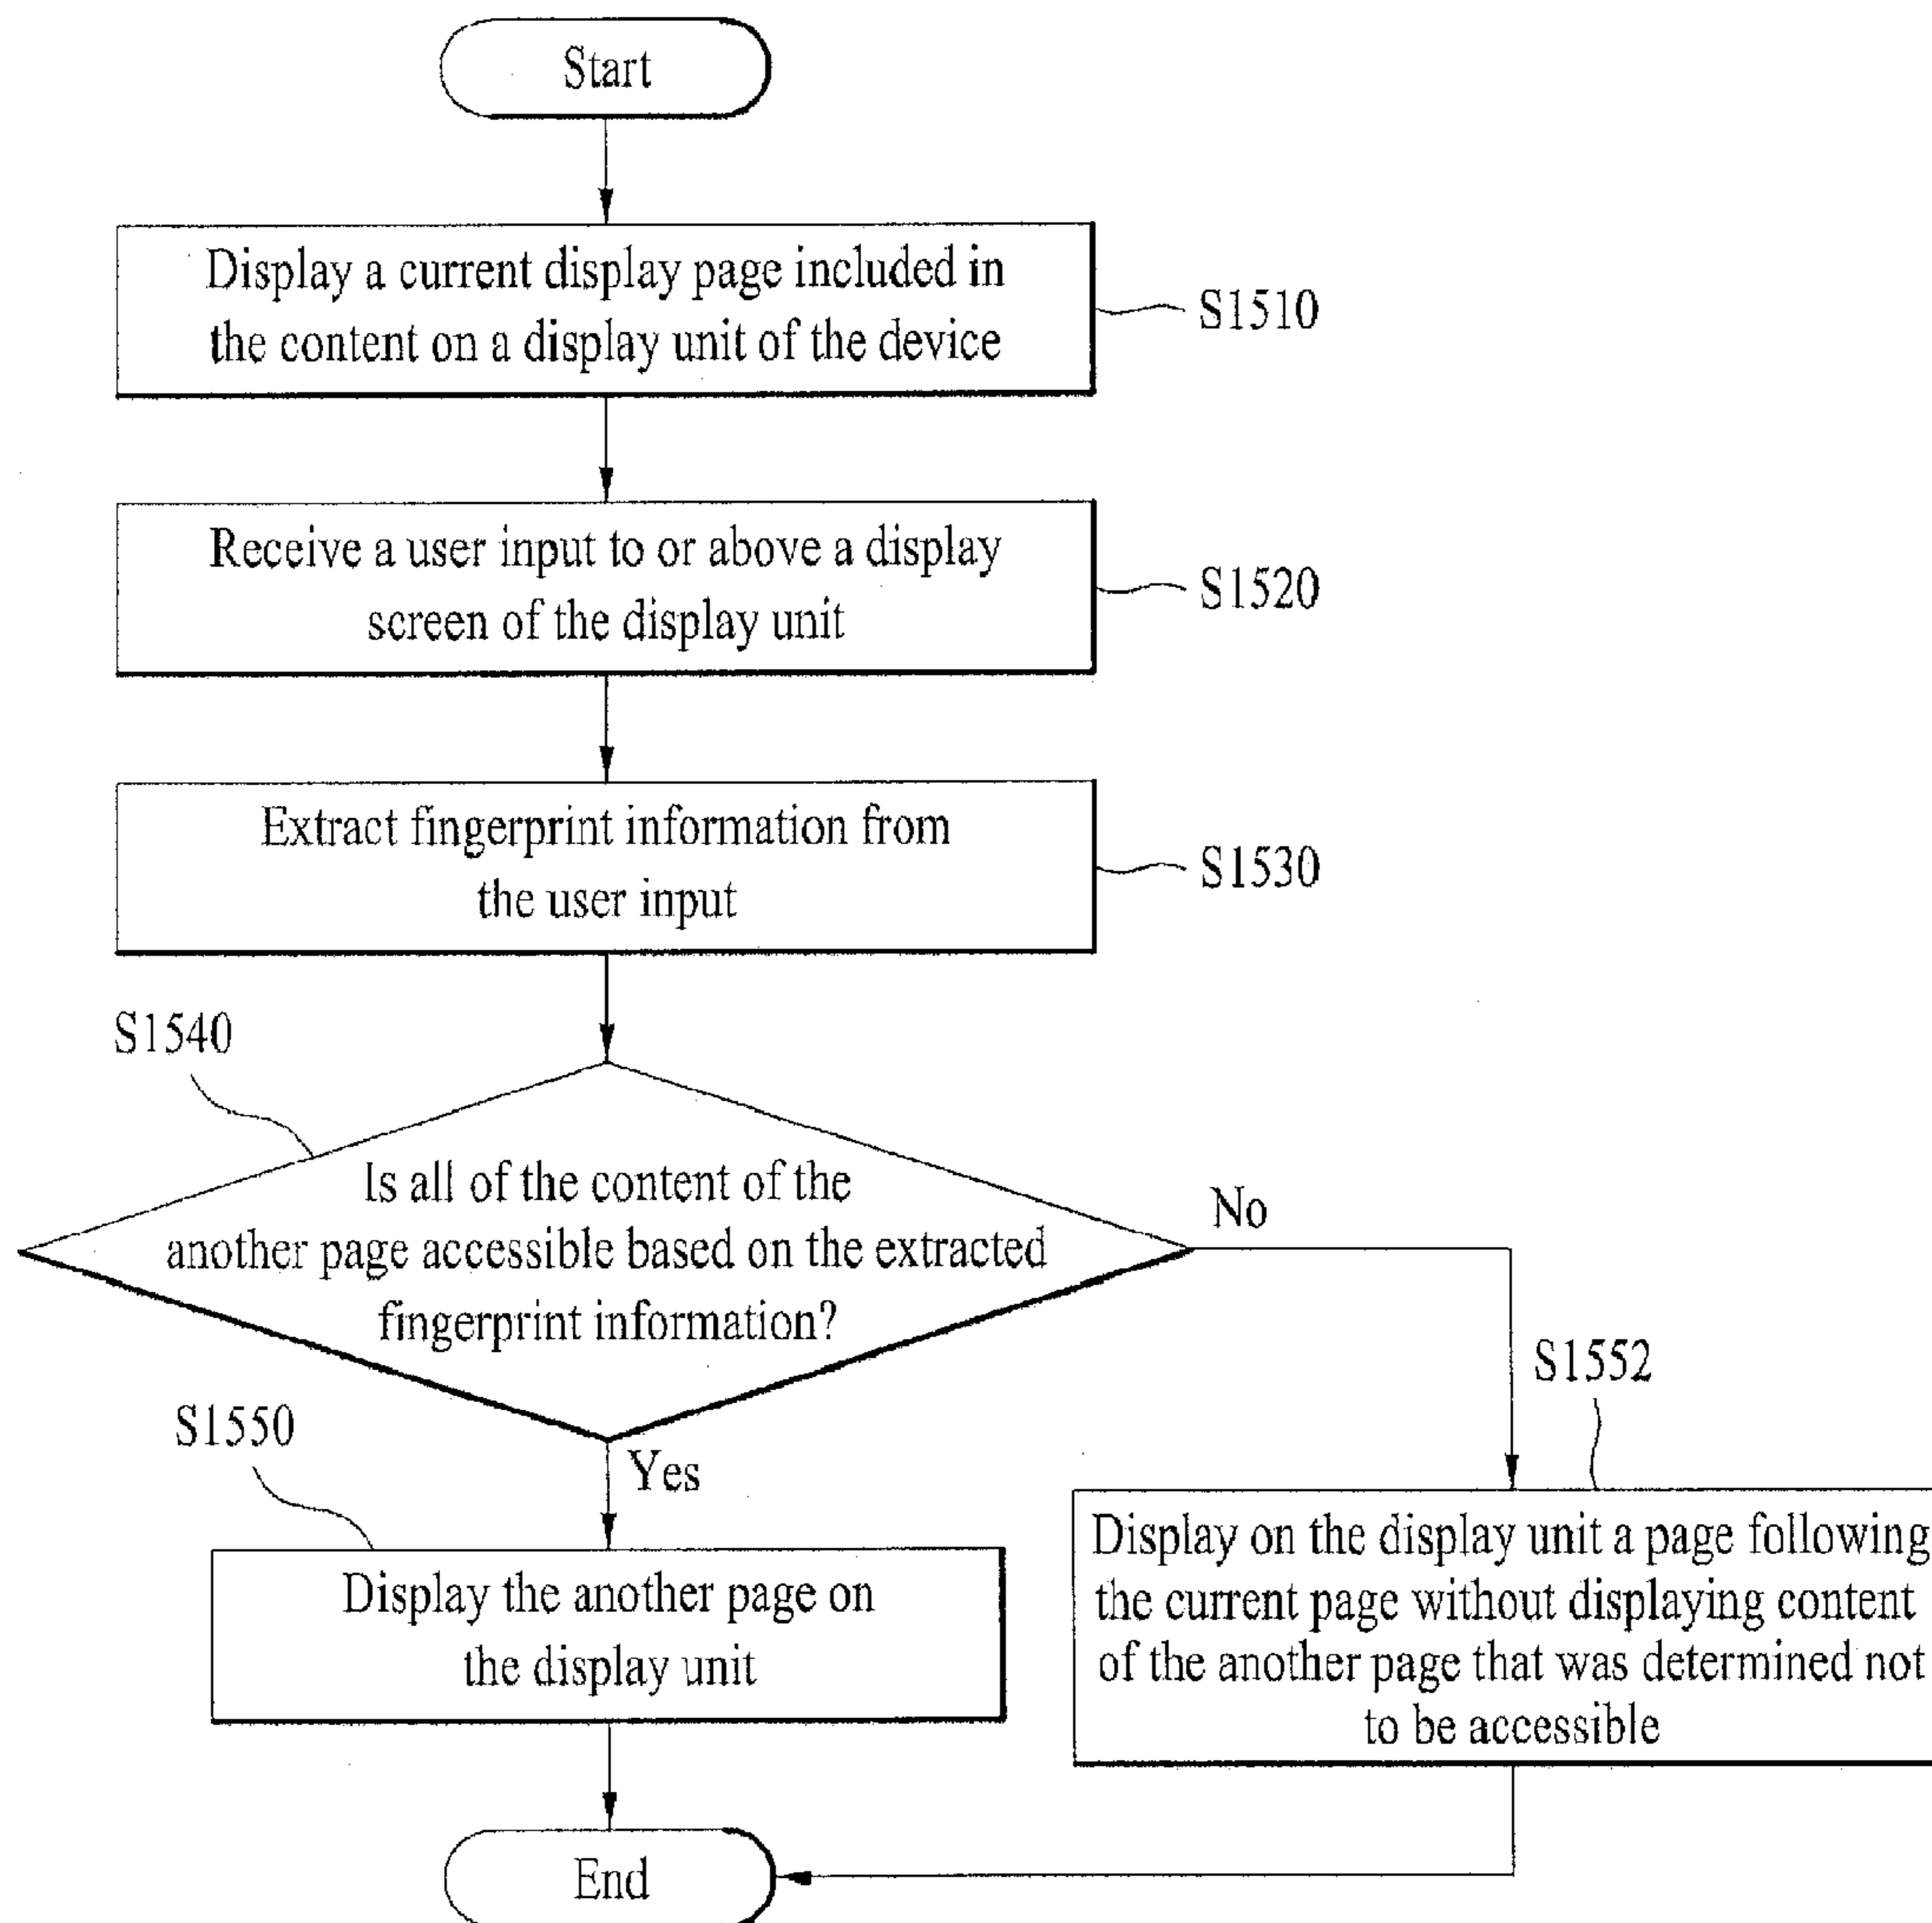 Start
Display a current display page included in
the content on a display unit of the device
S1510
Receive a user input to or above a display
screen of the display unit
S1520
Extract fingerprint information from
the user input
S1530
S1540
Is all of the content of the
another page accessible based on the extracted
fingerprint information?
No
S1552
S1550
Yes
Display the another page on
the display unit
Display on the display unit a page following
the current page without displaying content
of the another page that was determined not
to be accessible
End